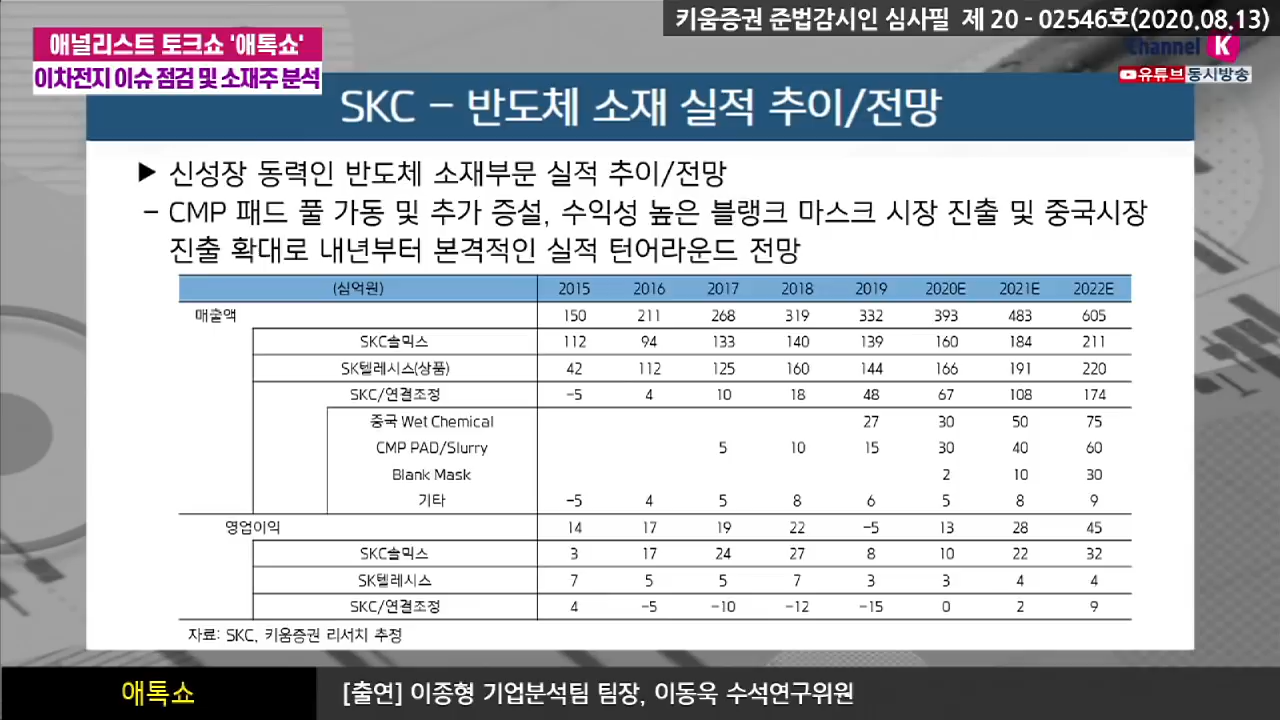 키움증권 준법감시인 심사필 제 20 - 02546호(2020.08.13)
애널리스트 토크쇼 '애톡쇼'
이차전지 이슈 점검 및 소재주 분석
Channel K
유튜브 동시방송
SKC - 반도체 소재 실적 추이/전망
▶ 신성장 동력인 반도체 소재부문 실적 추이/전망
- CMP 패드 풀 가동 및 추가 증설, 수익성 높은 블랭크 마스크 시장 진출 및 중국시장
진출 확대로 내년부터 본격적인 실적 턴어라운드 전망
(십억원) 2015 2016 2017 2018 2019 2020E 2021E 2022E
매출액 150 211 268 319 332 393 483 605
SKC솔믹스 112 94 133 140 139 160 184 211
SK텔레시스(상품) 42 112 125 160 144 166 191 220
SKC/연결조정 -5 4 10 18 48 67 108 174
중국 Wet Chemical 27 30 50 75
CMP PAD/Slurry 5 10 15 30 40 60
Blank Mask 2 10 30
기타 -5 4 5 8 6 5 8 9
영업이익 14 17 19 22 -5 13 28 45
SKC솔믹스 3 17 24 27 8 10 22 32
SK텔레시스 7 5 5 7 3 3 4 4
SKC/연결조정 4 -5 -10 -12 -15 0 2 9
자료: SKC, 키움증권 리서치 추정
애톡쇼
[출연] 이종형 기업분석팀 팀장, 이동욱 수석연구위원